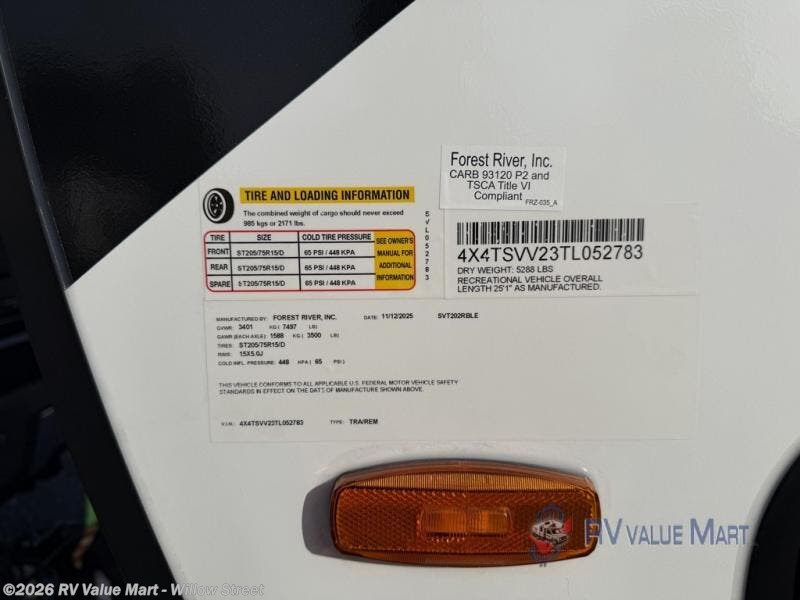 Forest River, Inc.
CARB 93120 P2 and
TSCA Title VI
Compliant
FRZ-035_A
TIRE AND LOADING INFORMATION
The combined weight of cargo should never exceed
985 kgs or 2171 lbs.
TIRE SIZE COLD TIRE PRESSURE
FRONT ST205/75R15/D 65 PSI / 448 KPA
REAR ST205/75R15/D 65 PSI / 448 KPA
SPARE ST205/75R15/D 65 PSI / 448 KPA
SEE OWNER'S
MANUAL FOR
ADDITIONAL
INFORMATION
SVL052783
4X4TSVV23TL052783
DRY WEIGHT: 5288 LBS
RECREATIONAL VEHICLE OVERALL
LENGTH 25'1" AS MANUFACTURED.
MANUFACTURED BY: FOREST RIVER, INC. DATE: 11/12/2025 SVT202RBLE
GVWR: 3401 KG ( 7497 LB)
GAWR (EACH AXLE): 1588 KG ( 3500 LB)
TIRES: ST205/75R15/D
RIMS: 15X5.0J
COLD INFL. PRESSURE: 448 KPA ( 65 PSI )
THIS VEHICLE CONFORMS TO ALL APPLICABLE U.S. FEDERAL MOTOR VEHICLE SAFETY
STANDARDS IN EFFECT ON THE DATE OF MANUFACTURE SHOWN ABOVE.
V.I.N.: 4X4TSVV23TL052783 TYPE: TRA/REM
RV VALUE MART
©2026 RV Value Mart - Willow Street